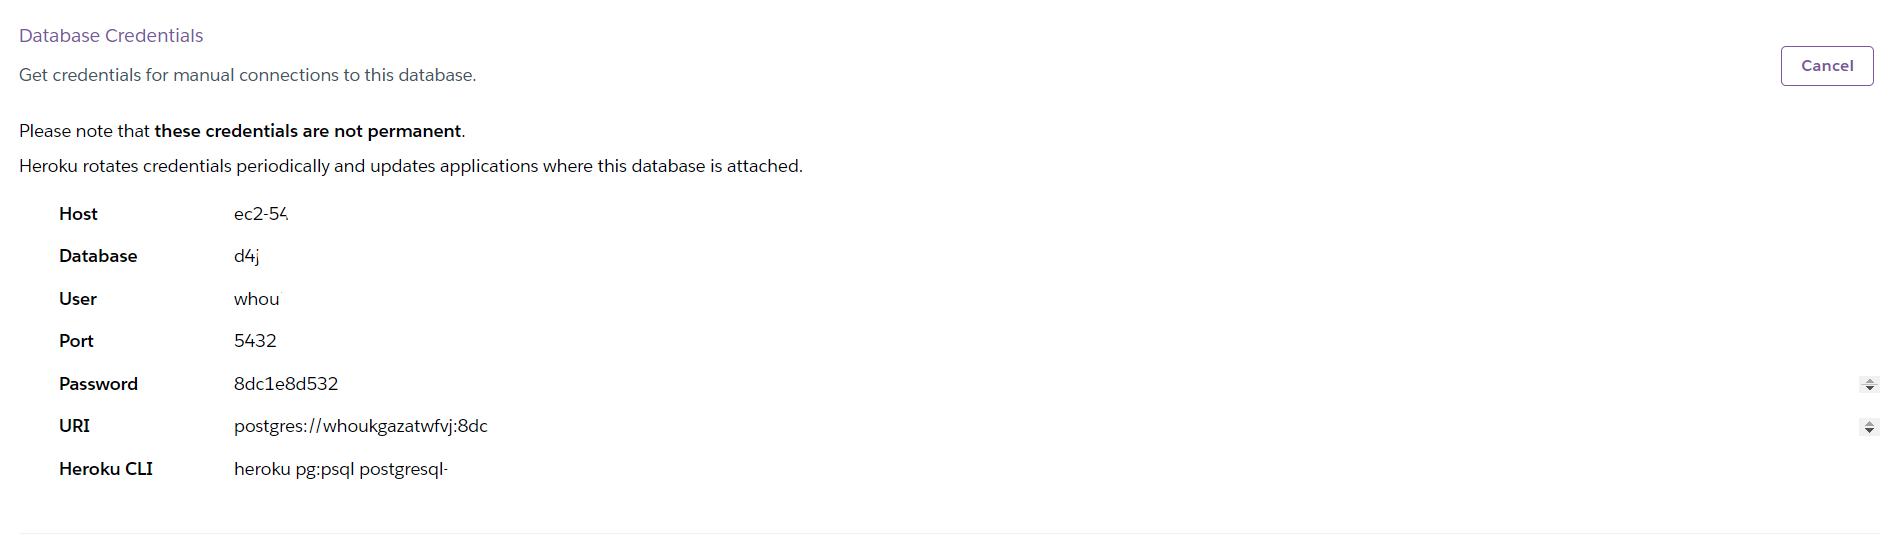 Database Credentials
Get credentials for manual connections to this database.
Cancel
Please note that these credentials are not permanent.
Heroku rotates credentials periodically and updates applications where this database is attached.
Host ec2-54
Database d4j
User whou
Port 5432
Password 8dc1e8d532
URI postgres://whoukgazatwfvj:8dc
Heroku CLI heroku pg:psql postgresql-